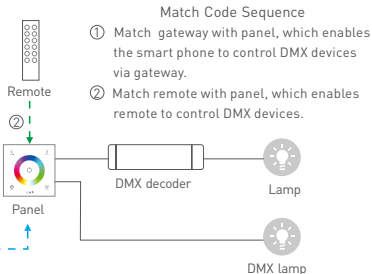 Match Code Sequence
① Match gateway with panel, which enables
the smart phone to control DMX devices
via gateway.
② Match remote with panel, which enables
remote to control DMX devices.
Remote
②
DMX decoder
Lamp
Panel
DMX lamp